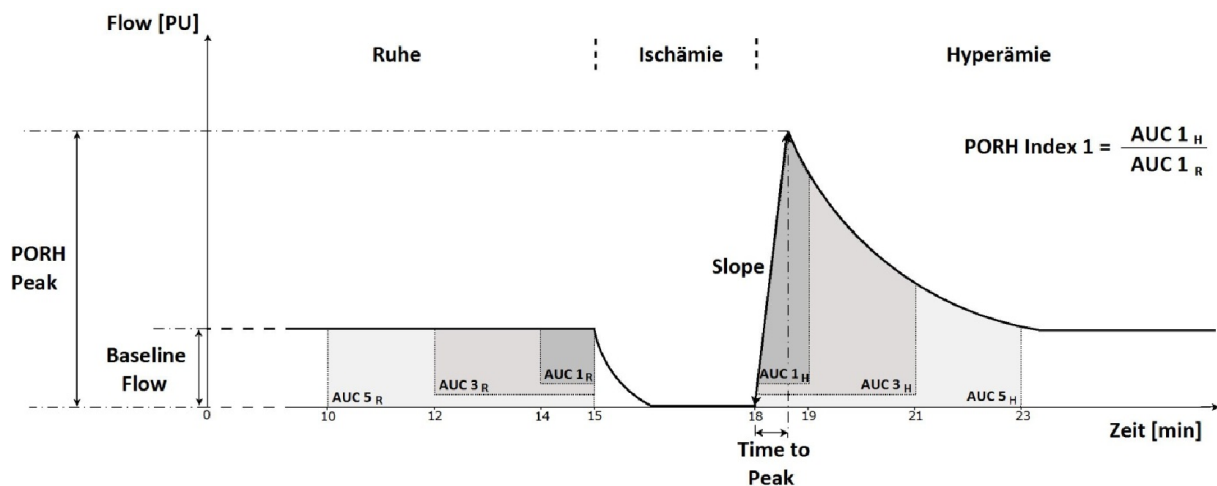 Flow [PU]
Ruhe
Ischämie
Hyperämie
PORH Index 1 = AUC 1 H
AUC 1 R
PORH
Peak
Slope
Baseline
Flow
AUC 5 R
AUC 3 R
AUC 1 R
AUC 1 H
AUC 3 H
AUC 5 H
0
10
12
14
15
18
19
21
23
Zeit [min]
Time to
Peak